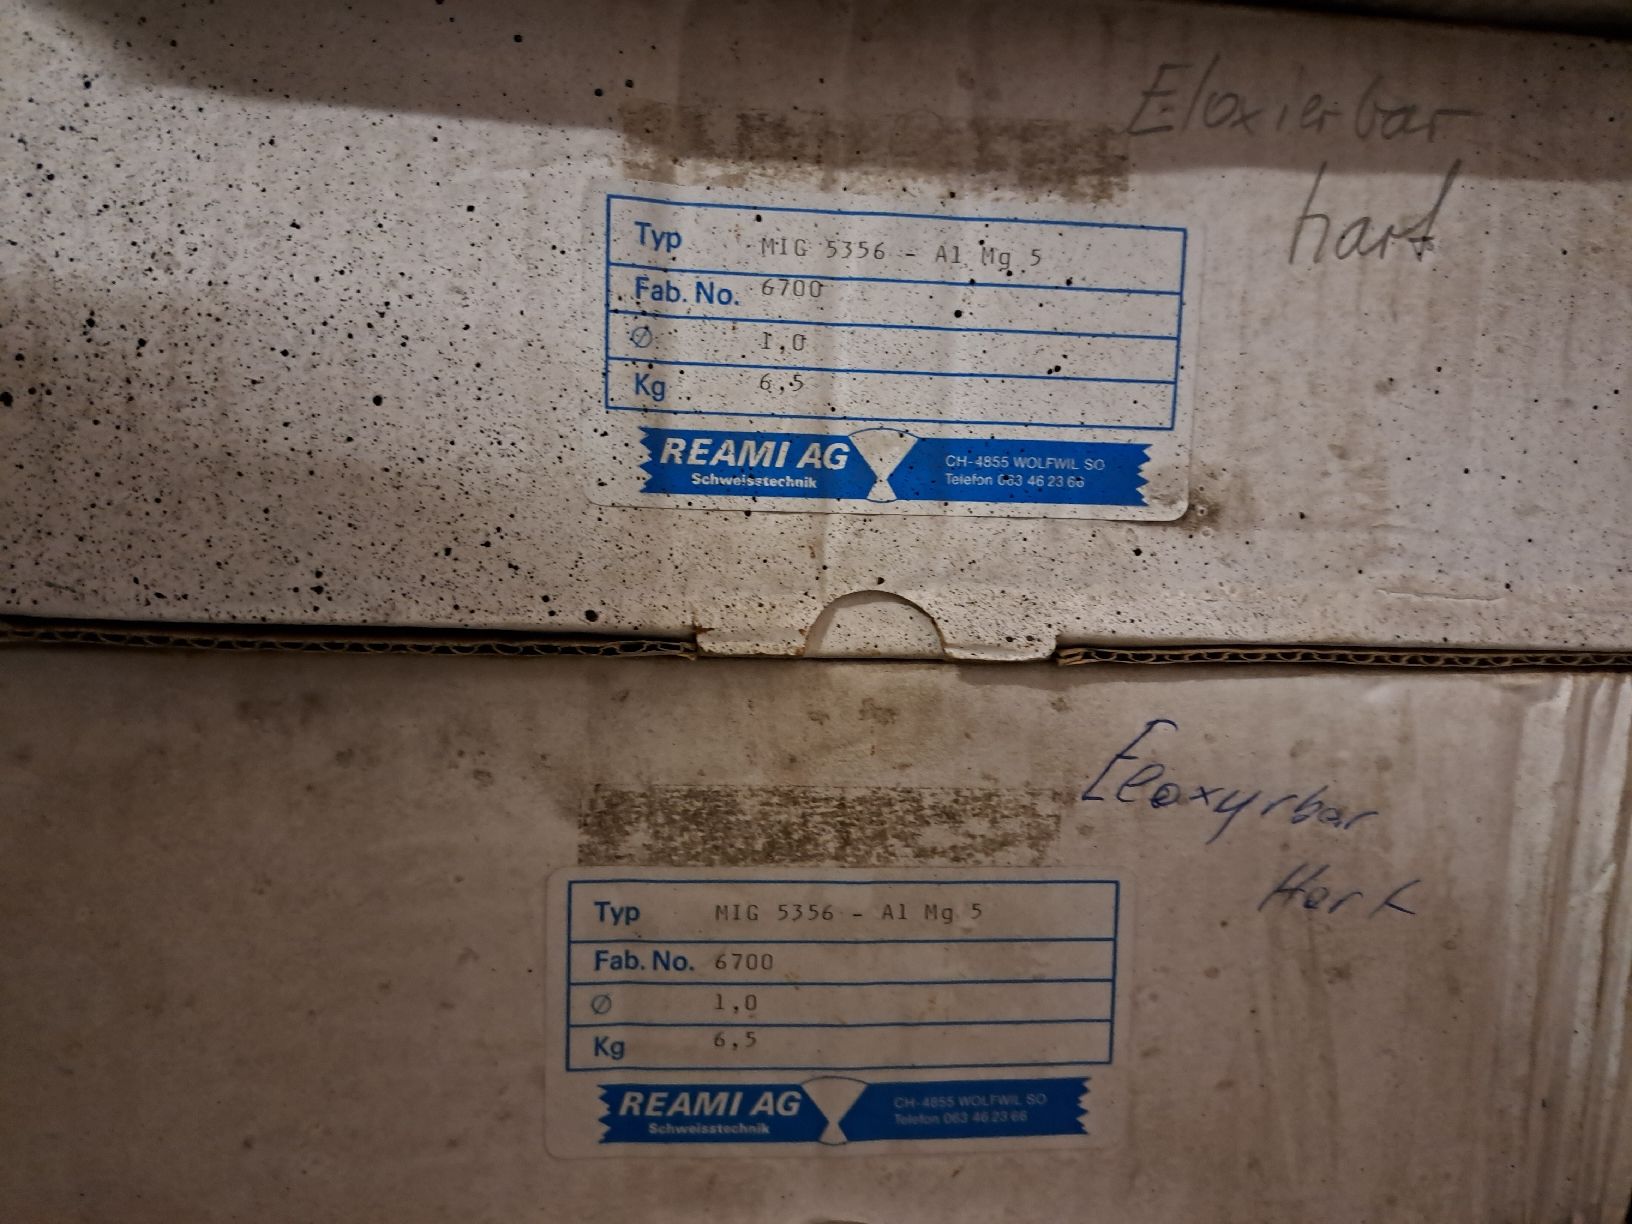 Eloxierbar
hart
Typ MIG 5356 - Al Mg 5
Fab. No. 6700
Ø 1,0
Kg 6,5
REAMI AG
Schweisstechnik
CH-4855 WOLFWIL SO
Telefon 063 46 23 66
Eloxyrbar
Hart
Typ MIG 5356 - Al Mg 5
Fab. No. 6700
Ø 1,0
Kg 6,5
REAMI AG
Schweisstechnik
CH-4855 WOLFWIL SO
Telefon 063 46 23 66